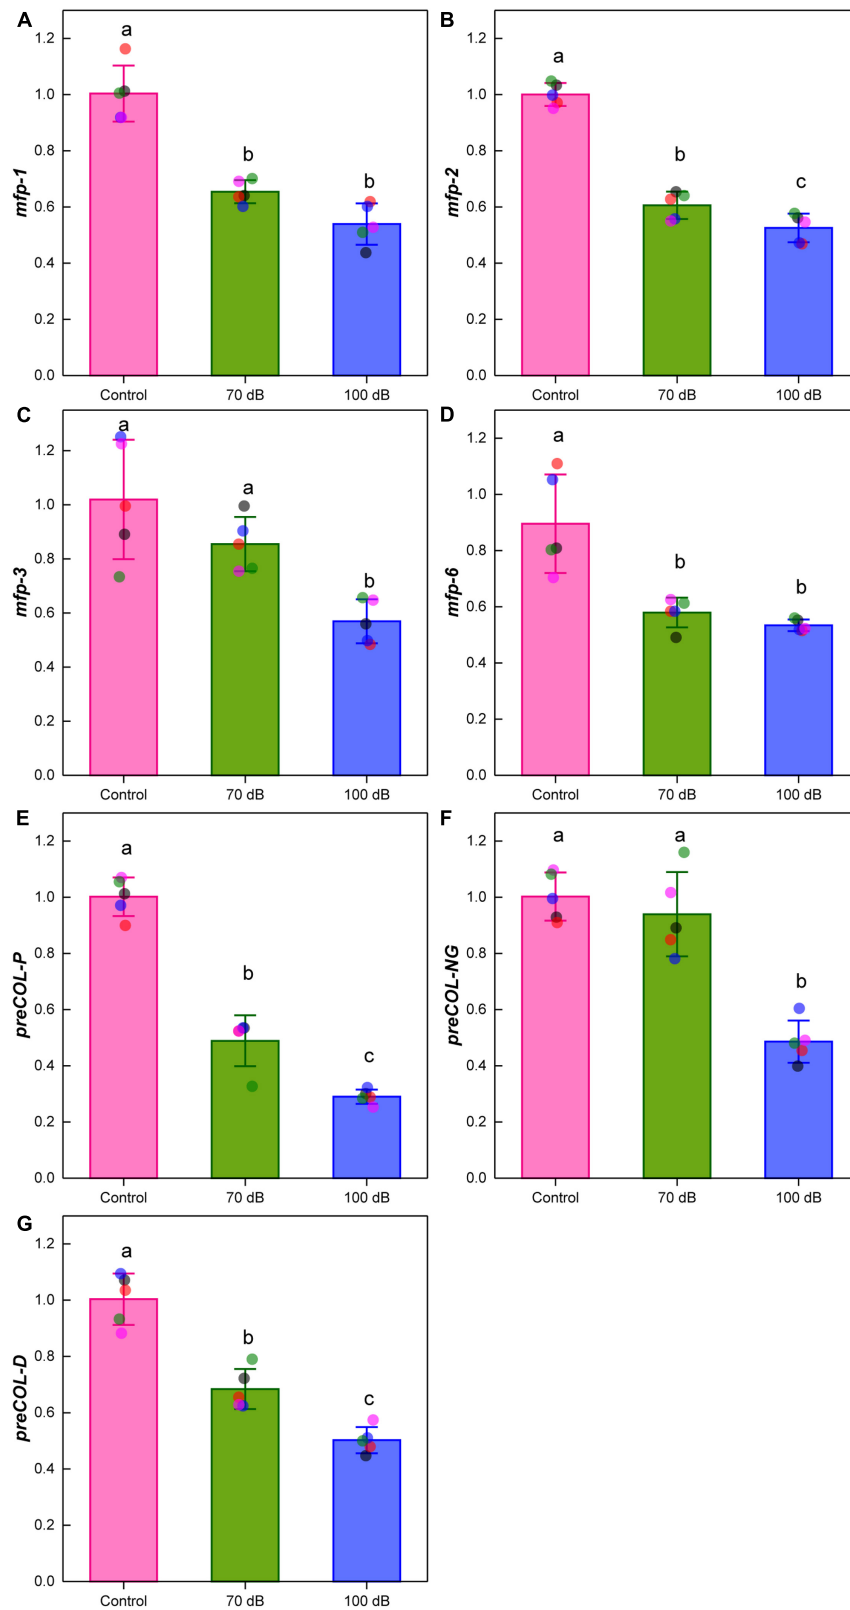 A
a
1.2
1.0
0.8
0.6
0.4
0.2
0.0
mfp-1
b
b
Control
70 dB
100 dB
B
a
1.2
1.0
0.8
0.6
0.4
0.2
0.0
mfp-2
b
c
Control
70 dB
100 dB
C
a
1.2
1.0
0.8
0.6
0.4
0.2
0.0
mfp-3
a
b
Control
70 dB
100 dB
D
a
1.2
1.0
0.8
0.6
0.4
0.2
0.0
mfp-6
b
b
Control
70 dB
100 dB
E
a
1.2
1.0
0.8
0.6
0.4
0.2
0.0
preCOL-P
b
c
Control
70 dB
100 dB
F
a
a
1.2
1.0
0.8
0.6
0.4
0.2
0.0
preCOL-NG
b
Control
70 dB
100 dB
G
a
1.2
1.0
0.8
0.6
0.4
0.2
0.0
preCOL-D
b
c
Control
70 dB
100 dB